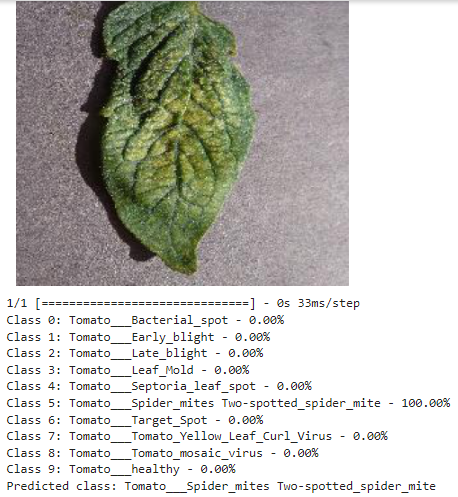 1/1 [==============================] - 0s 33ms/step
Class 0: Tomato___Bacterial_spot - 0.00%
Class 1: Tomato___Early_blight - 0.00%
Class 2: Tomato___Late_blight - 0.00%
Class 3: Tomato___Leaf_Mold - 0.00%
Class 4: Tomato___Septoria_leaf_spot - 0.00%
Class 5: Tomato___Spider_mites Two-spotted_spider_mite - 100.00%
Class 6: Tomato___Target_Spot - 0.00%
Class 7: Tomato___Tomato_Yellow_Leaf_Curl_Virus - 0.00%
Class 8: Tomato___Tomato_mosaic_virus - 0.00%
Class 9: Tomato___healthy - 0.00%
Predicted class: Tomato___Spider_mites Two-spotted_spider_mite